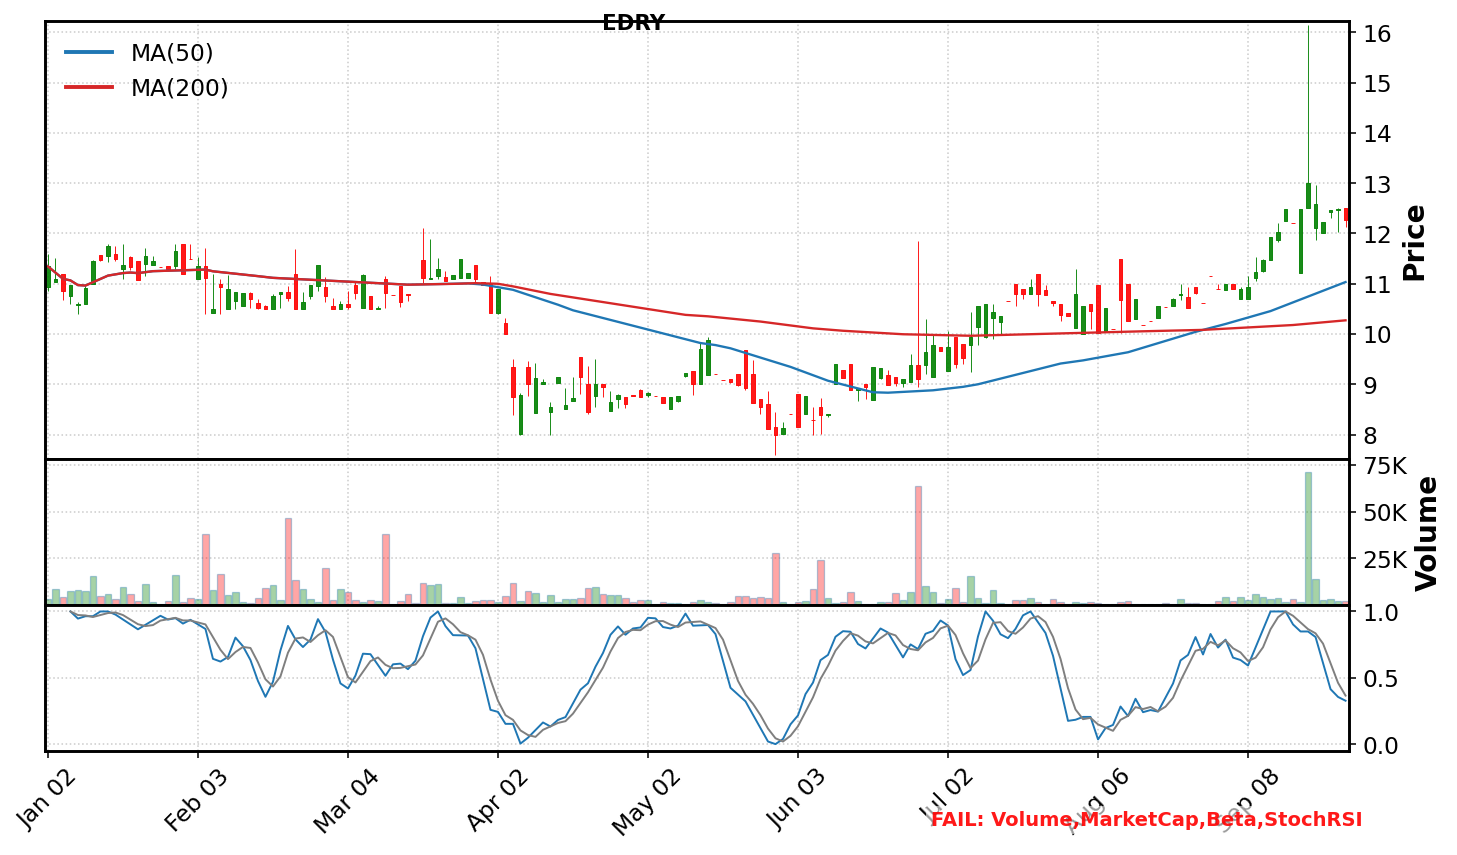 EDRY
MA(50)
MA(200)
16
15
14
13
12
11
10
9
8
Price
75K
50K
25K
Volume
1.0
0.5
0.0
Jan 02
Feb 03
Mar 04
Apr 02
May 02
Jun 03
Jul 02
Aug 06
Sep 08
FAIL: Volume,MarketCap,Beta,StochRSI